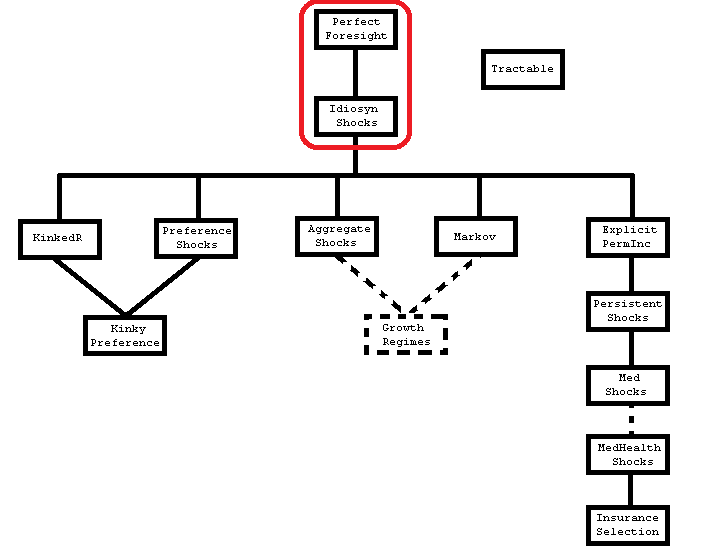 Perfect
Foresight
Tractable
Idiosyn
Shocks
KinkedR
Preference
Shocks
Aggregate
Shocks
Markov
Explicit
PermInc
Persistent
Shocks
Kinky
Preference
Growth
Regimes
Med
Shocks
MedHealth
Shocks
Insurance
Selection